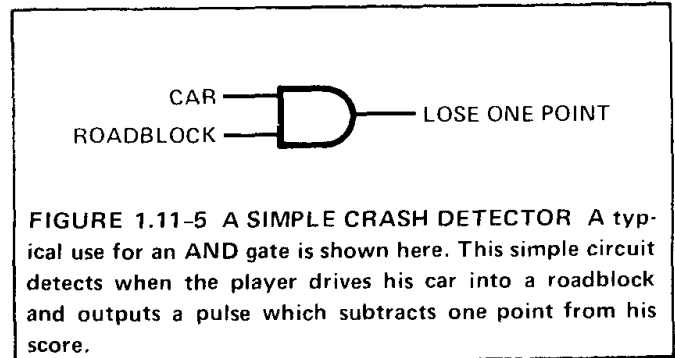 CAR
LOSE ONE POINT
ROADBLOCK
FIGURE 1.11-5 A SIMPLE CRASH DETECTOR A typ-
ical use for an AND gate is shown here. This simple circuit
detects when the player drives his car into a roadblock
and outputs a pulse which subtracts one point from his
score.